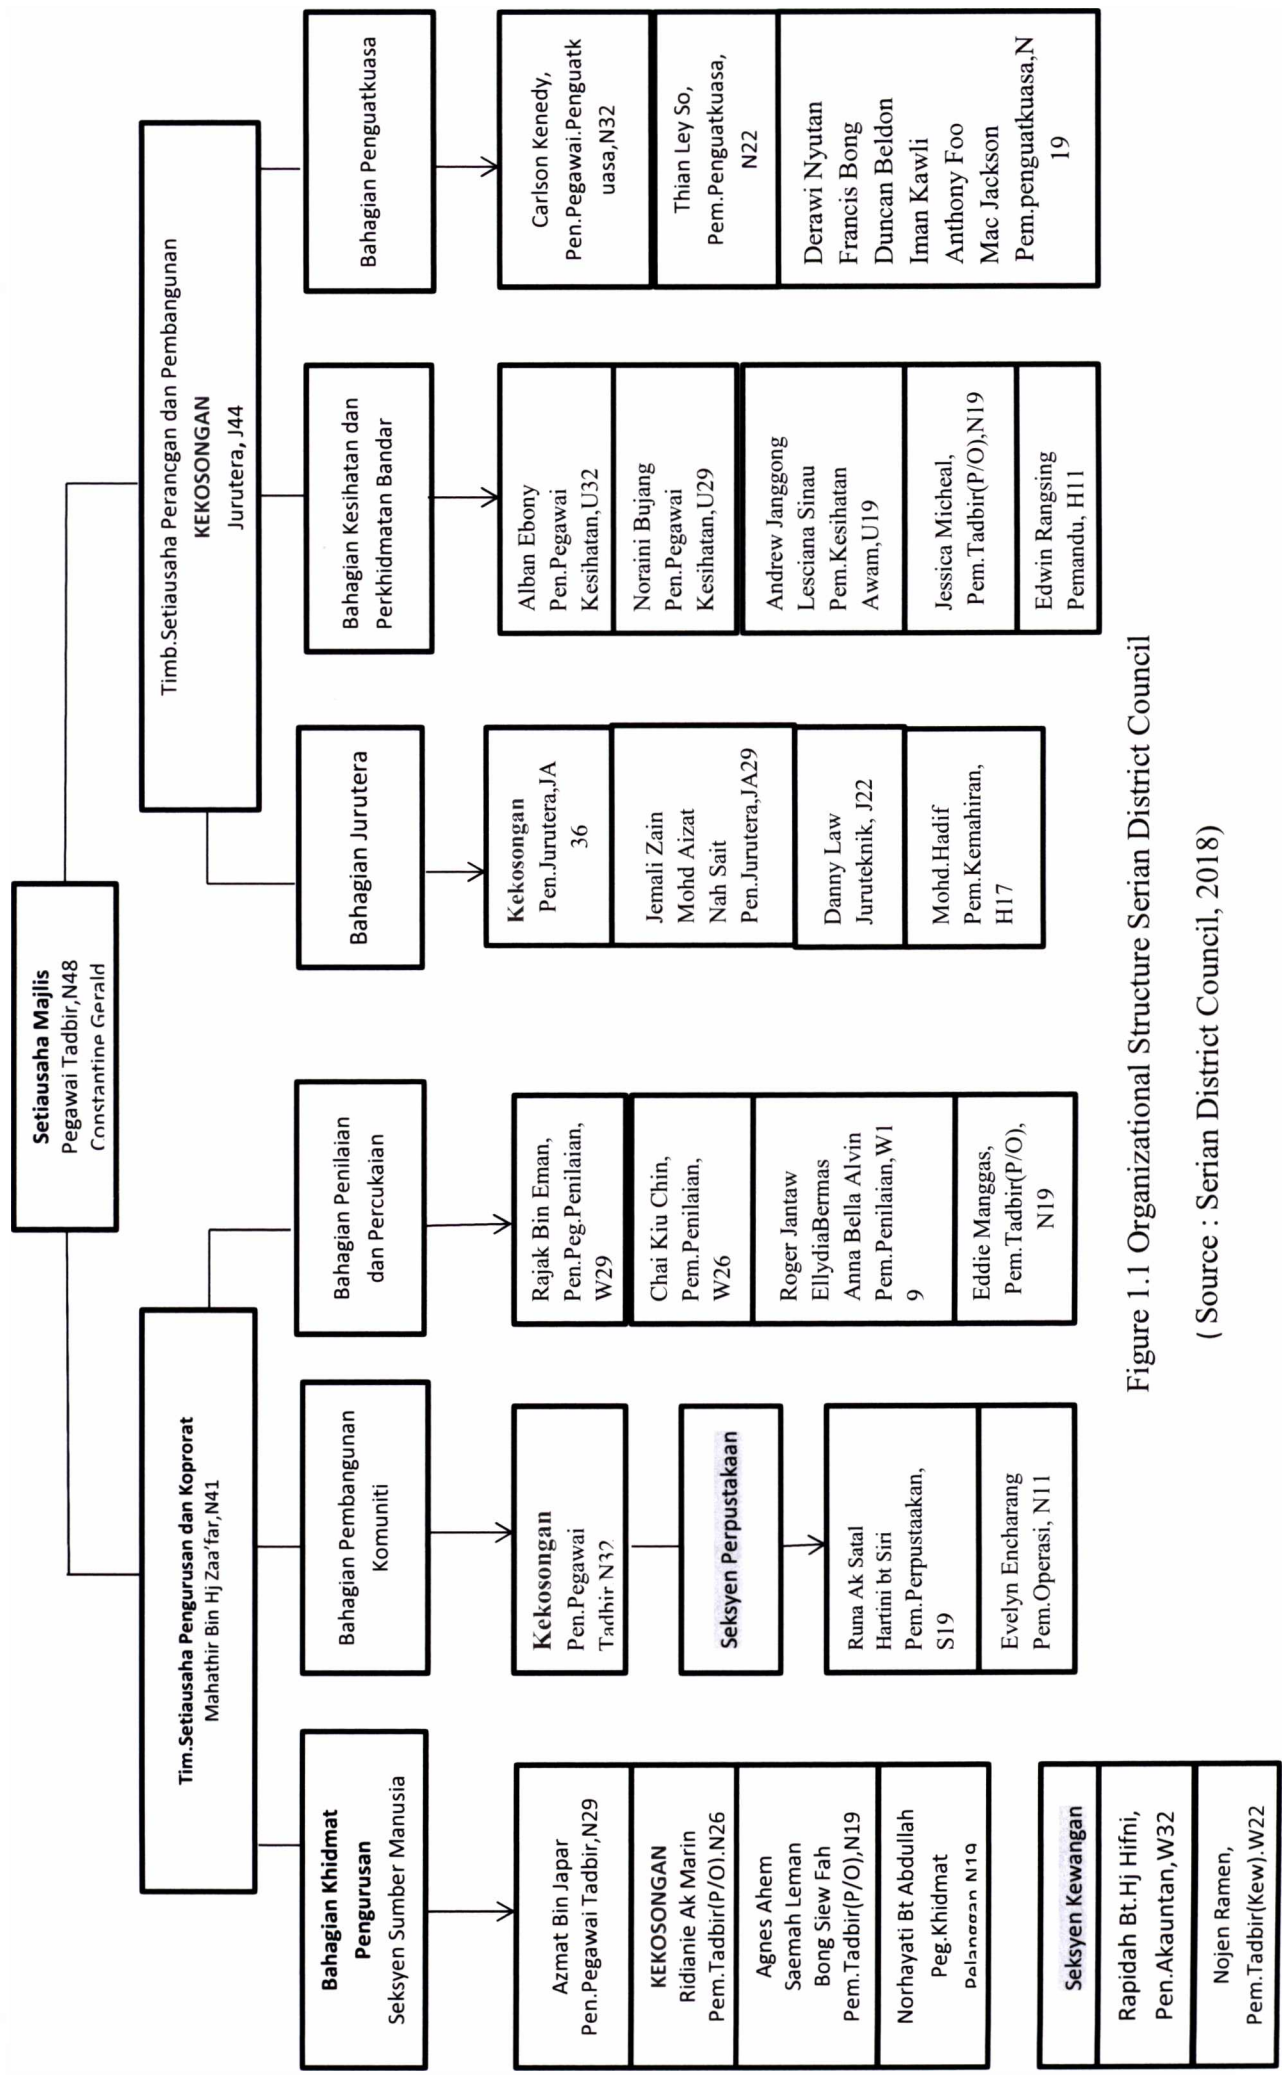 Setiausaha Majlis
Pegawai Tadbir,N48
Constantine Gerald
Tim.Setiausaha Pengurusan dan Koprorat
Mahathir Bin Hj Zaa'far,N41
Timb.Setiausaha Perancgan dan Pembangunan
KEKOSONGAN
Jurutera, J44
Bahagian Khidmat
Pengurusan
Seksyen Sumber Manusia
Bahagian Pembangunan
Komuniti
Bahagian Penilaian
dan Percukaian
Bahagian Jurutera
Bahagian Kesihatan dan
Perkhidmatan Bandar
Bahagian Penguatkuasa
Azmat Bin Japar
Pen.Pegawai Tadbir,N29
KEKOSONGAN
Ridianie Ak Marin
Pem.Tadbir(P/O).N26
Agnes Ahem
Saemah Leman
Bong Siew Fah
Pem.Tadbir(P/O),N19
Norhayati Bt Abdullah
Peg.Khidmat
Pelanggan N19
Seksyen Kewangan
Rapidah Bt.Hj Hifni,
Pen.Akauntan,W32
Nojen Ramen,
Pem.Tadbir(Kew).W22
Kekosongan
Pen.Pegawai
Tadbir N32
Seksyen Perpustakaan
Runa Ak Satal
Hartini bt Siri
Pem.Perpustaakan,
S19
Evelyn Encharang
Pem.Operasi, N11
Rajak Bin Eman,
Pen.Peg.Penilaian,
W29
Chai Kiu Chin,
Pem.Penilaian,
W26
Roger Jantaw
EllydiaBermas
Anna Bella Alvin
Pem.Penilaian,W1
9
Eddie Manggas,
Pem.Tadbir(P/O),
N19
Kekosongan
Pen.Jurutera,JA
36
Jemali Zain
Mohd Aizat
Nah Sait
Pen.Jurutera,JA29
Danny Law
Juruteknik, J22
Mohd.Hadif
Pem.Kemahiran,
H17
Alban Ebony
Pen.Pegawai
Kesihatan,U32
Noraini Bujang
Pen.Pegawai
Kesihatan,U29
Andrew Janggong
Lesciana Sinau
Pem.Kesihatan
Awam,U19
Jessica Micheal,
Pem.Tadbir(P/O),N19
Edwin Rangsing
Pemandu, H11
Carlson Kenedy,
Pen.Pegawai.Penguatk
uasa,N32
Thian Ley So,
Pem.Penguatkuasa,
N22
Derawi Nyutan
Francis Bong
Duncan Beldon
Iman Kawli
Anthony Foo
Mac Jackson
Pem.penguatkuasa,N
19
Figure 1.1 Organizational Structure Serian District Council
( Source : Serian District Council, 2018)